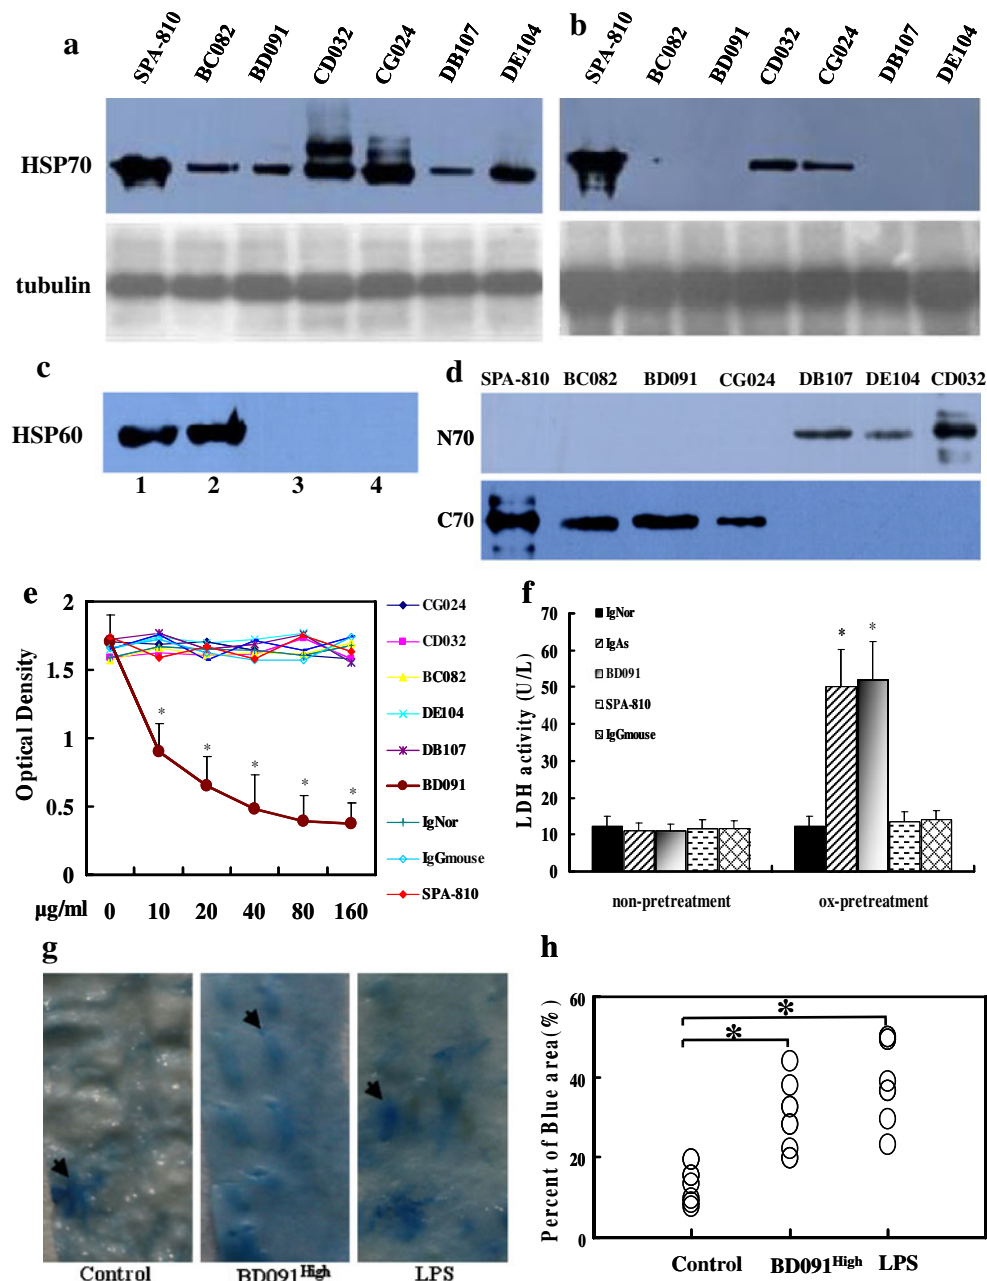 a
SPA-810 BC082 BD091 CD032 CG024 DB107 DE104
b
SPA-810 BC082 BD091 CD032 CG024 DB107 DE104
HSP70
tubulin
c
HSP60
1 2 3 4
d
SPA-810 BC082 BD091 CG024 DB107 DE104 CD032
N70
C70
e
Optical Density
2
1.5
1
0.5
0
µg/ml 0 10 20 40 80 160
* * * * *
CG024
CD032
BC082
DE104
DB107
BD091
IgNor
IgGmouse
SPA-810
f
LDH activity (U/L)
70
60
50
40
30
20
10
0
IgNor
IgAs
BD091
SPA-810
IgGmouse
* *
non-pretreatment ox-pretreatment
g
Control BD091High LPS
h
Percent of Blue area(%)
60
40
20
0
*
*
Control BD091High LPS